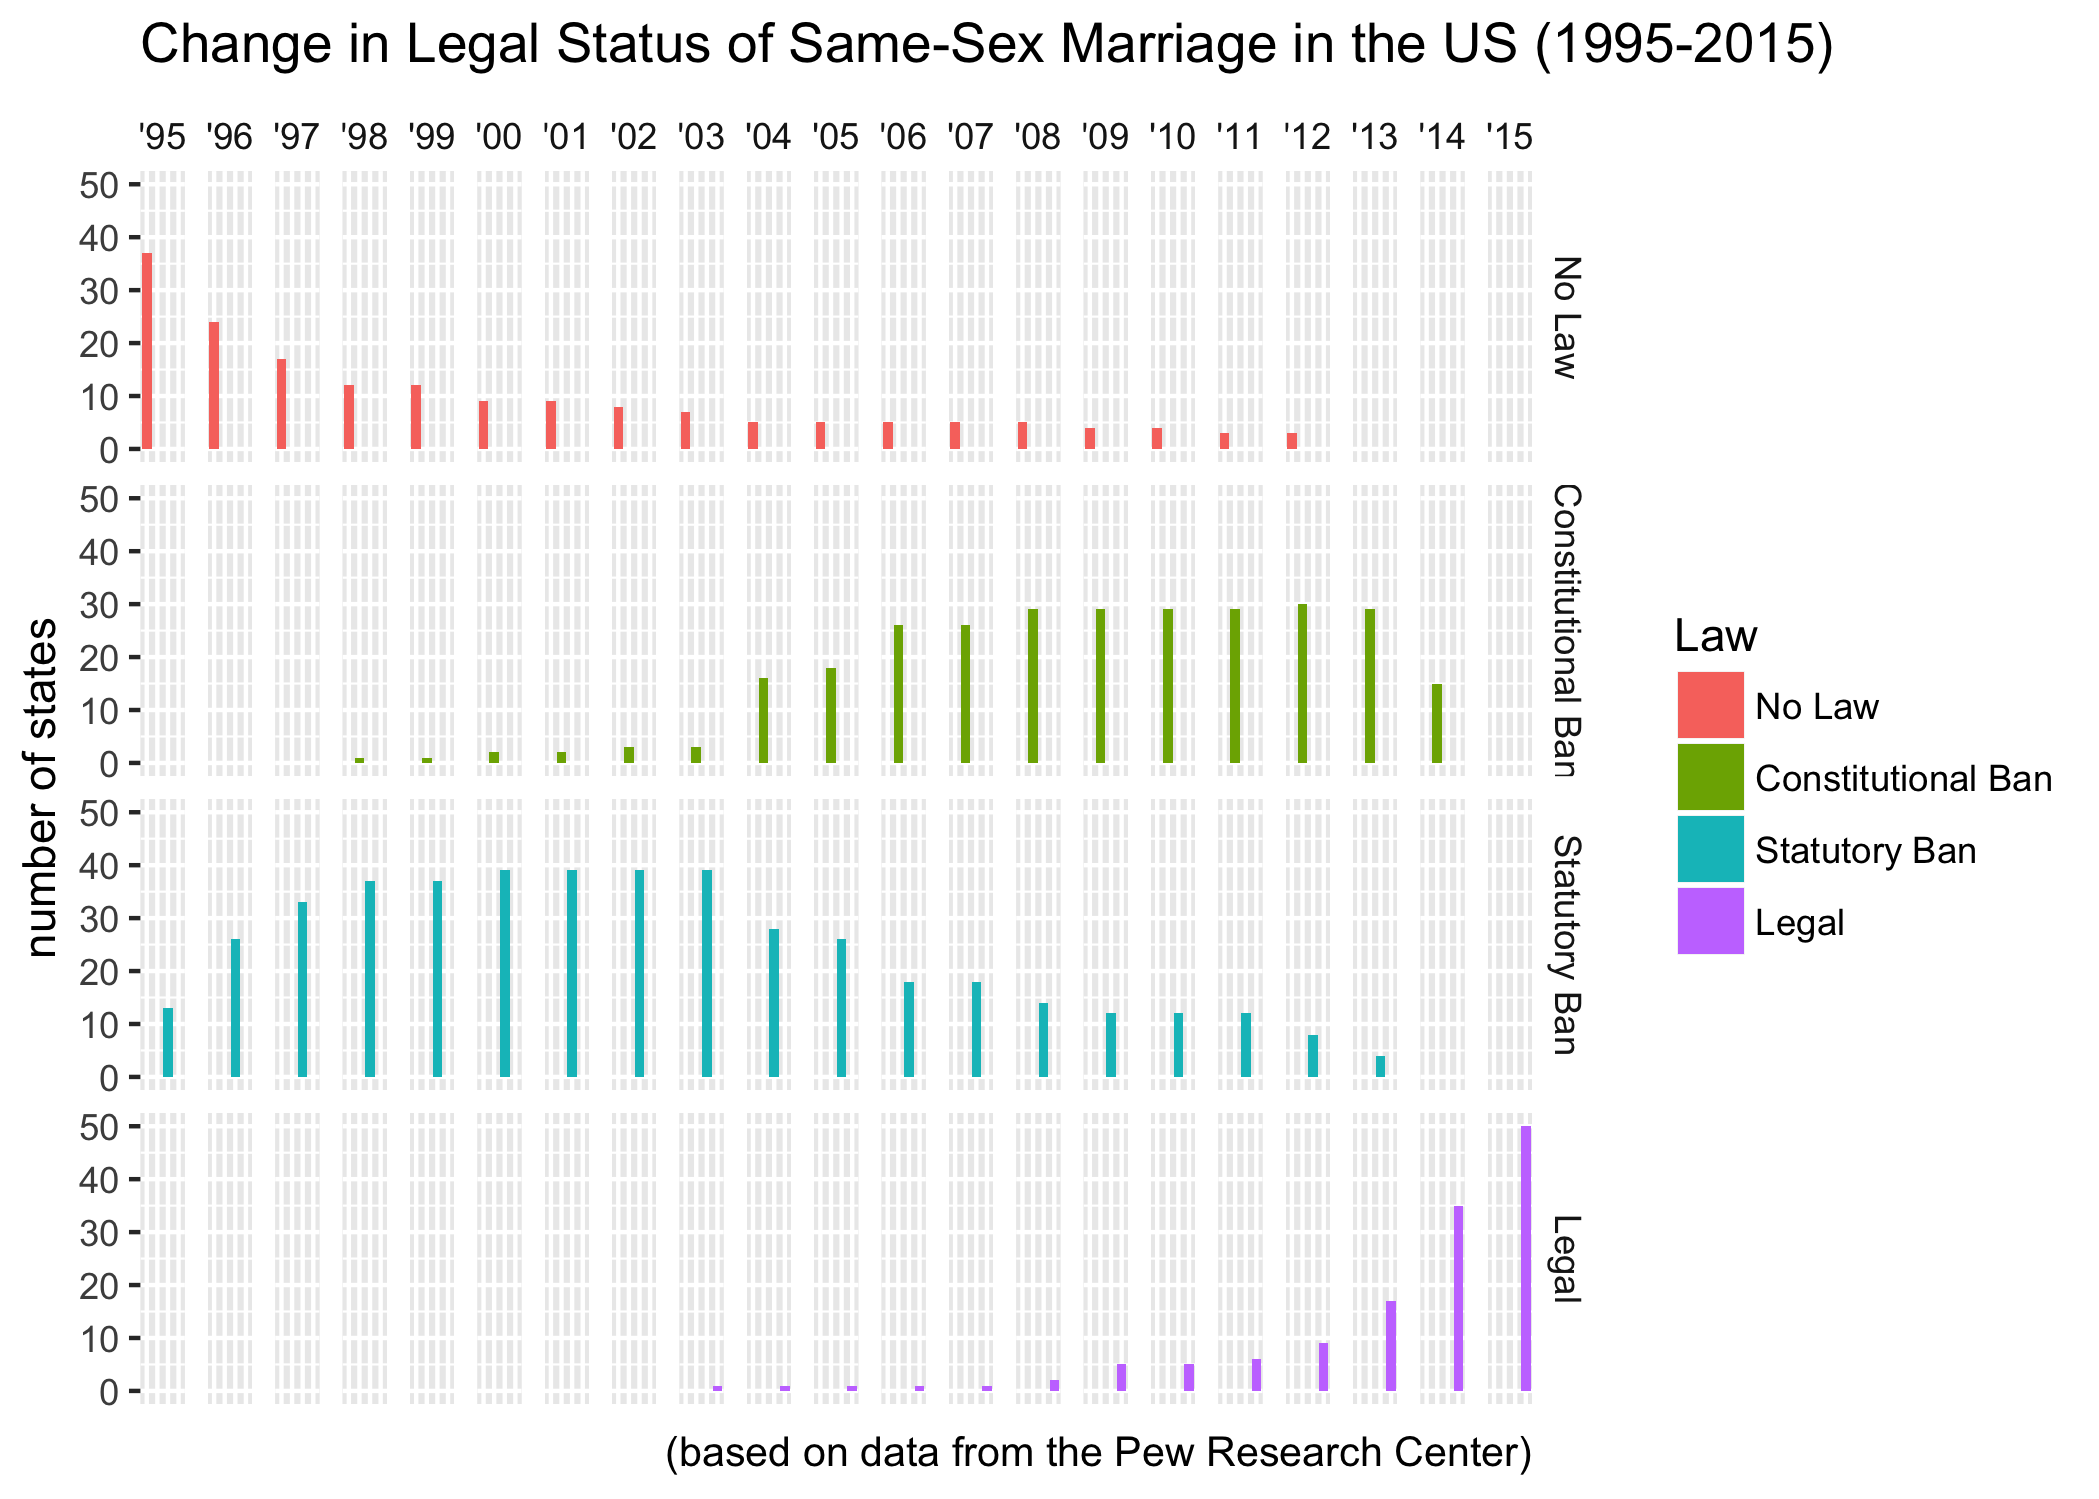 Change in Legal Status of Same-Sex Marriage in the US (1995-2015)
'95 '96 '97 '98 '99 '00 '01 '02 '03 '04 '05 '06 '07 '08 '09 '10 '11 '12 '13 '14 '15
50
40
30
20
10
0
No Law
50
40
30
20
10
0
Constitutional Ban
50
40
30
20
10
0
Statutory Ban
50
40
30
20
10
0
Legal
number of states
(based on data from the Pew Research Center)
Law
No Law
Constitutional Ban
Statutory Ban
Legal